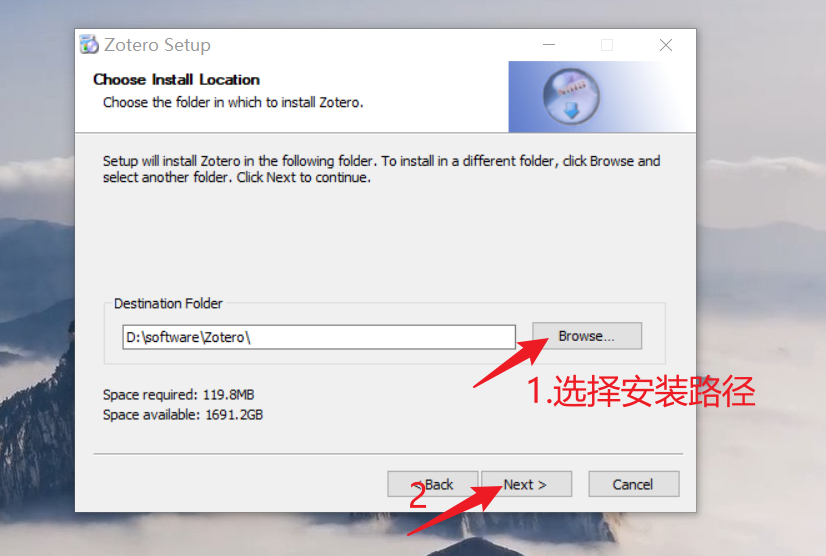 Zotero Setup
Choose Install Location
Choose the folder in which to install Zotero.
Setup will install Zotero in the following folder. To install in a different folder, click Browse and
select another folder. Click Next to continue.
Destination Folder
D:\software\Zotero\
Browse...
1.选择安装路径
Space required: 119.8MB
Space available: 1691.2GB
< Back
Next >
Cancel
2